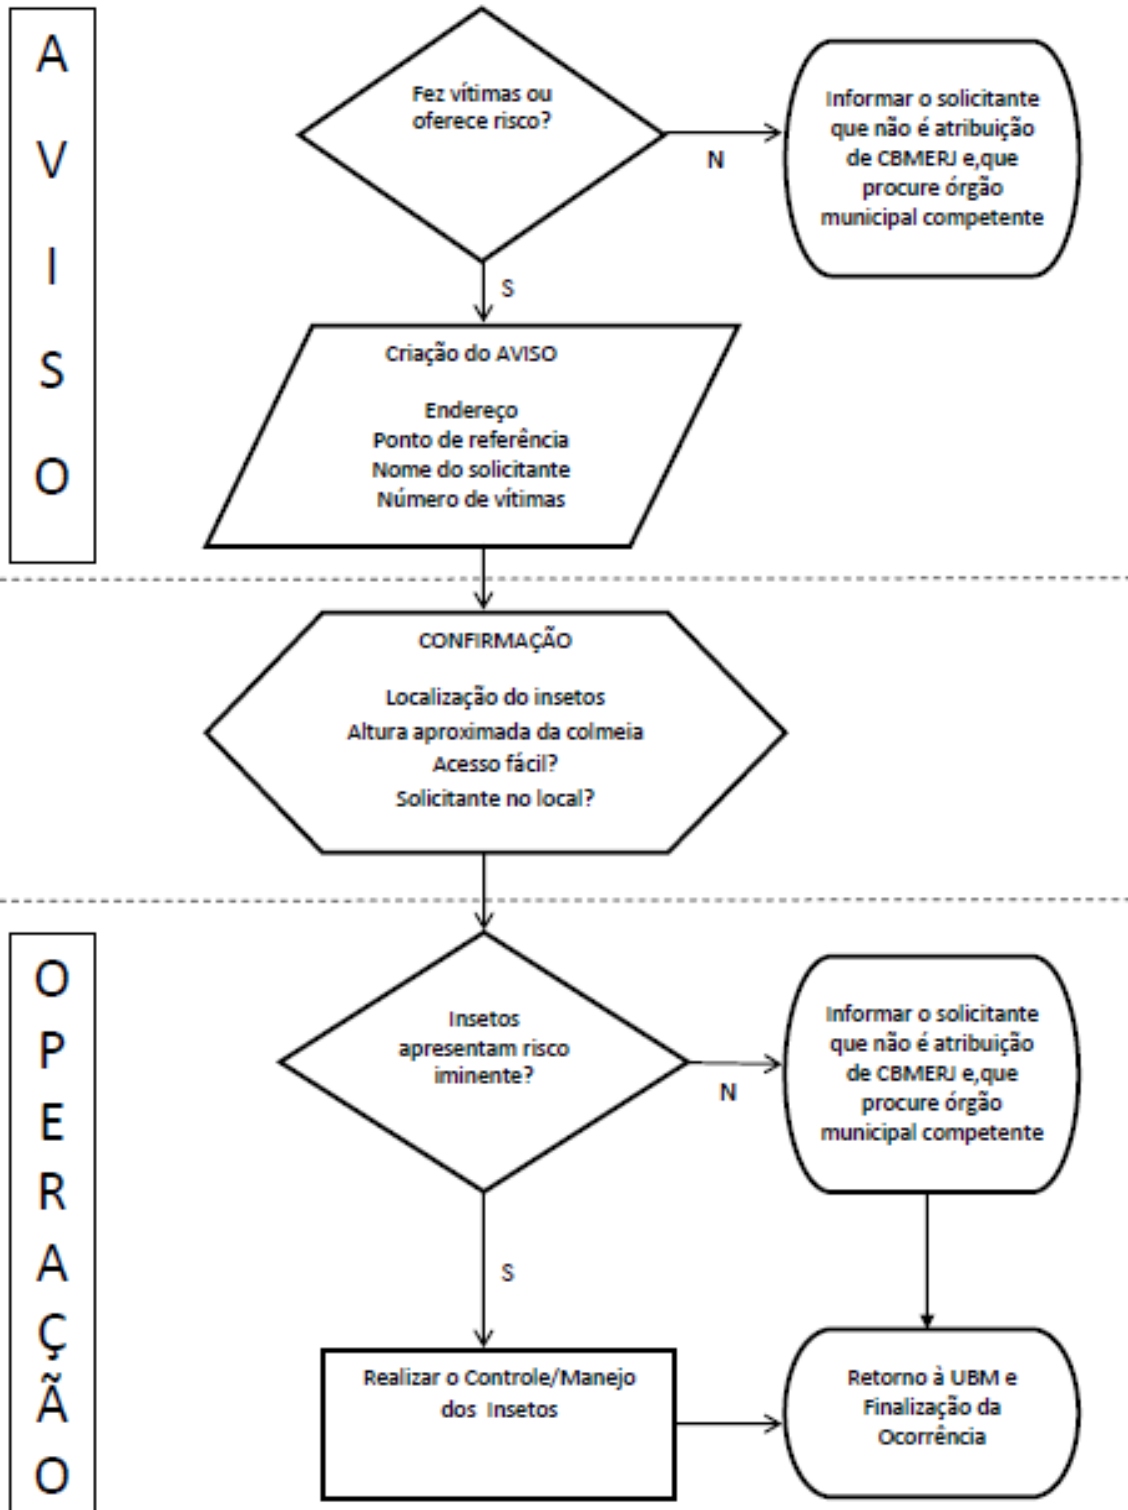 AVISO
Fez vítimas ou
oferece risco?
N
Informar o solicitante
que não é atribuição
de CBMERJ e,que
procure órgão
municipal competente
S
Criação do AVISO
Endereço
Ponto de referência
Nome do solicitante
Número de vítimas
CONFIRMAÇÃO
Localização do insetos
Altura aproximada da colmeia
Acesso fácil?
Solicitante no local?
OPERAÇÃO
Insetos
apresentam risco
iminente?
N
Informar o solicitante
que não é atribuição
de CBMERJ e,que
procure órgão
municipal competente
S
Realizar o Controle/Manejo
dos Insetos
Retorno à UBM e
Finalização da
Ocorrência